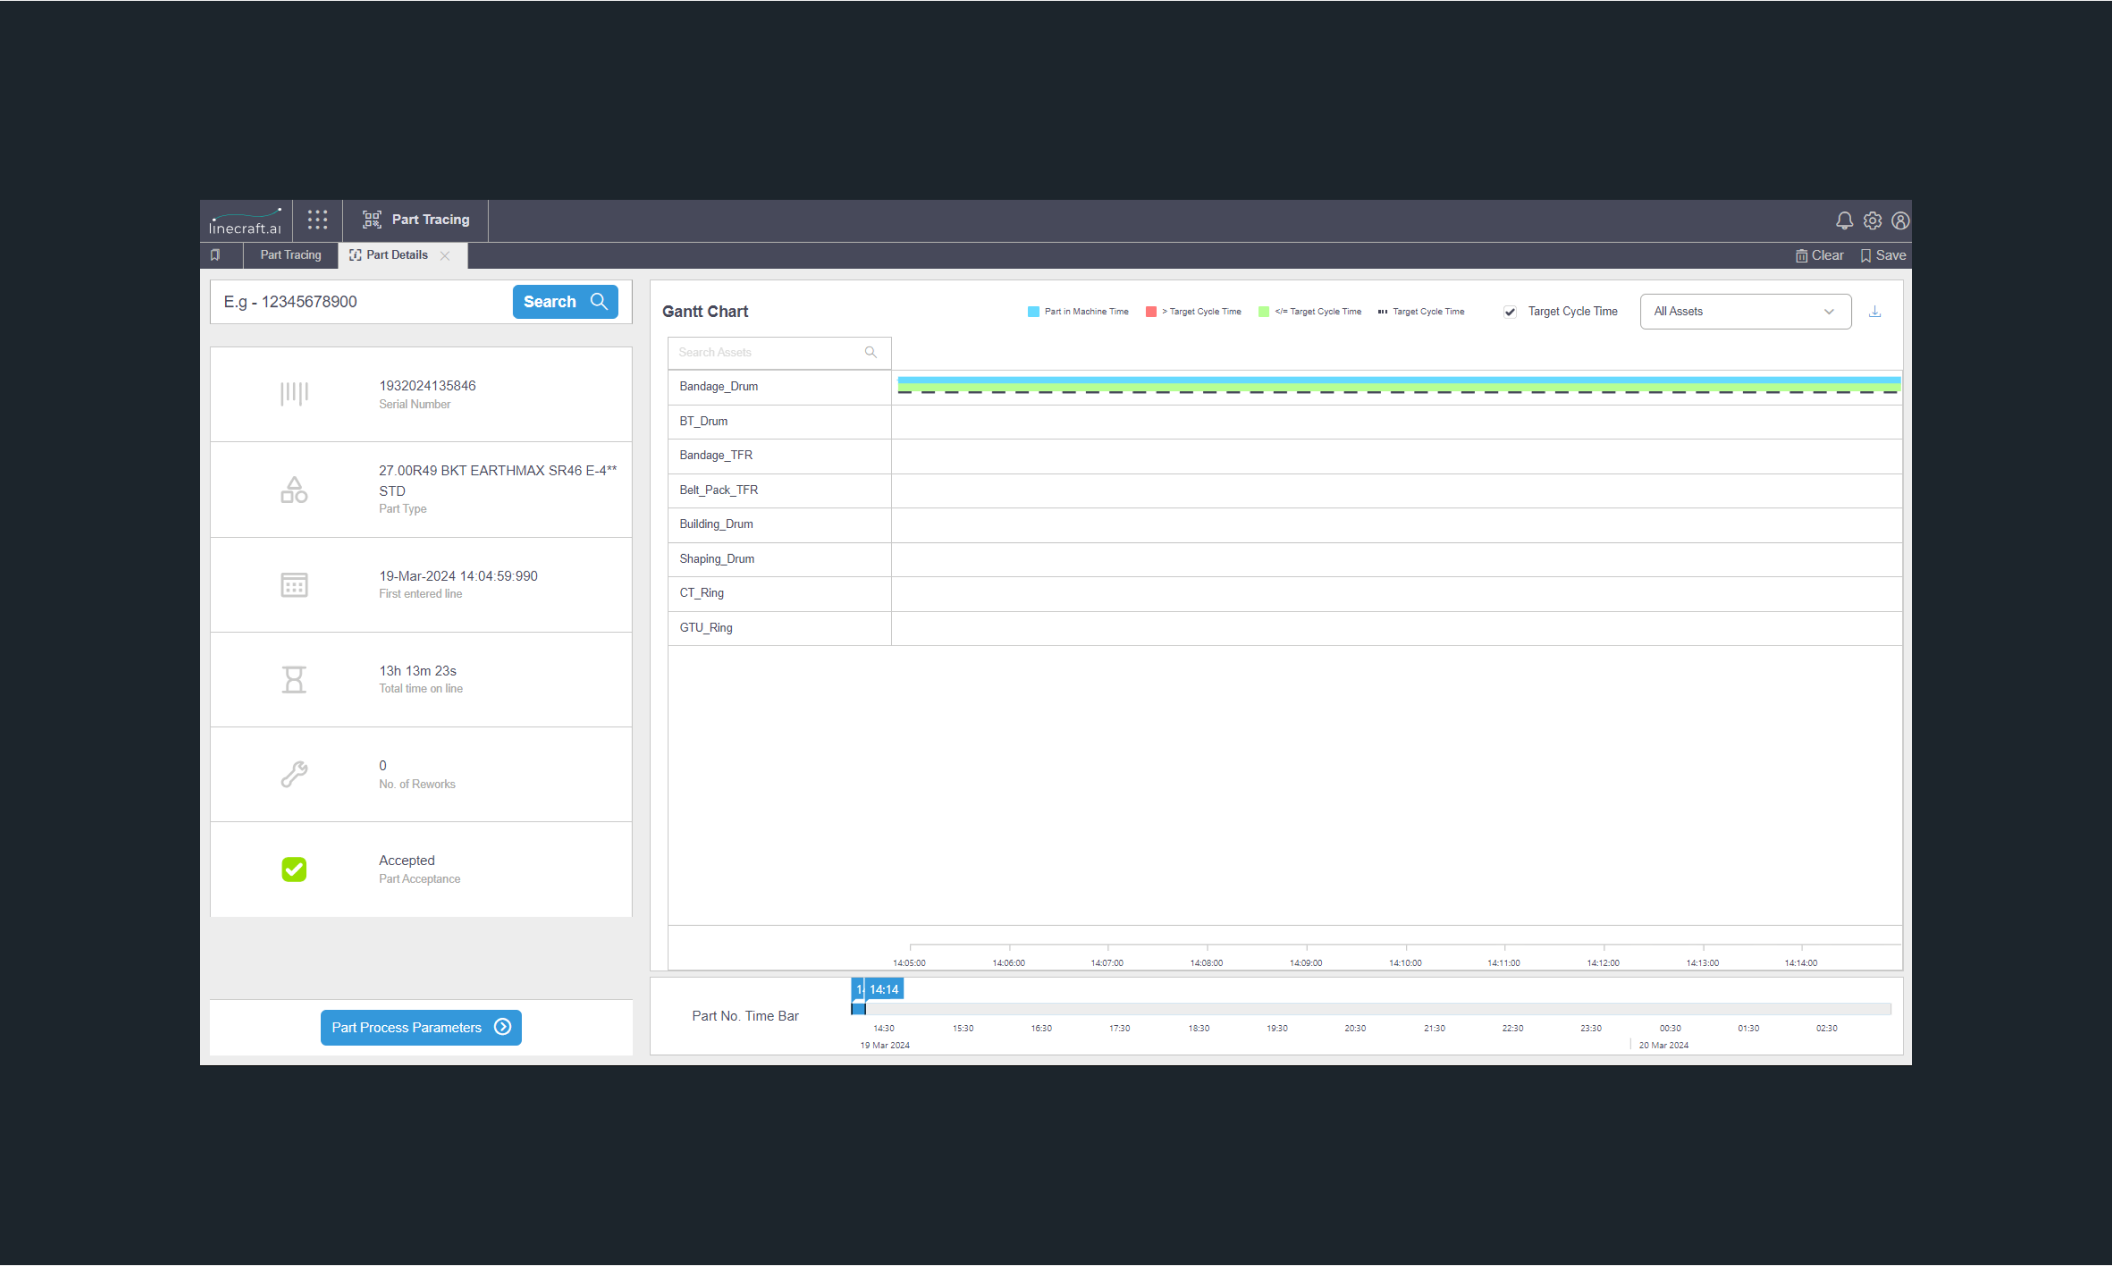 linecraft.ai
Part Tracing
Part Tracing
Part Details
Clear
Save
E.g - 12345678900
Search
1932024135846
Serial Number
27.00R49 BKT EARTHMAX SR46 E-4**
STD
Part Type
19-Mar-2024 14:04:59:990
First entered line
13h 13m 23s
Total time on line
0
No. of Reworks
Accepted
Part Acceptance
Part Process Parameters
Gantt Chart
Part in Machine Time
> Target Cycle Time
</= Target Cycle Time
Target Cycle Time
Target Cycle Time
All Assets
Search Assets
Bandage_Drum
BT_Drum
Bandage_TFR
Belt_Pack_TFR
Building_Drum
Shaping_Drum
CT_Ring
GTU_Ring
14:05:00 14:06:00 14:07:00 14:08:00 14:09:00 14:10:00 14:11:00 14:12:00 14:13:00 14:14:00
14:14
Part No. Time Bar
14:30 15:30 16:30 17:30 18:30 19:30 20:30 21:30 22:30 23:30 00:30 01:30 02:30
19 Mar 2024 20 Mar 2024